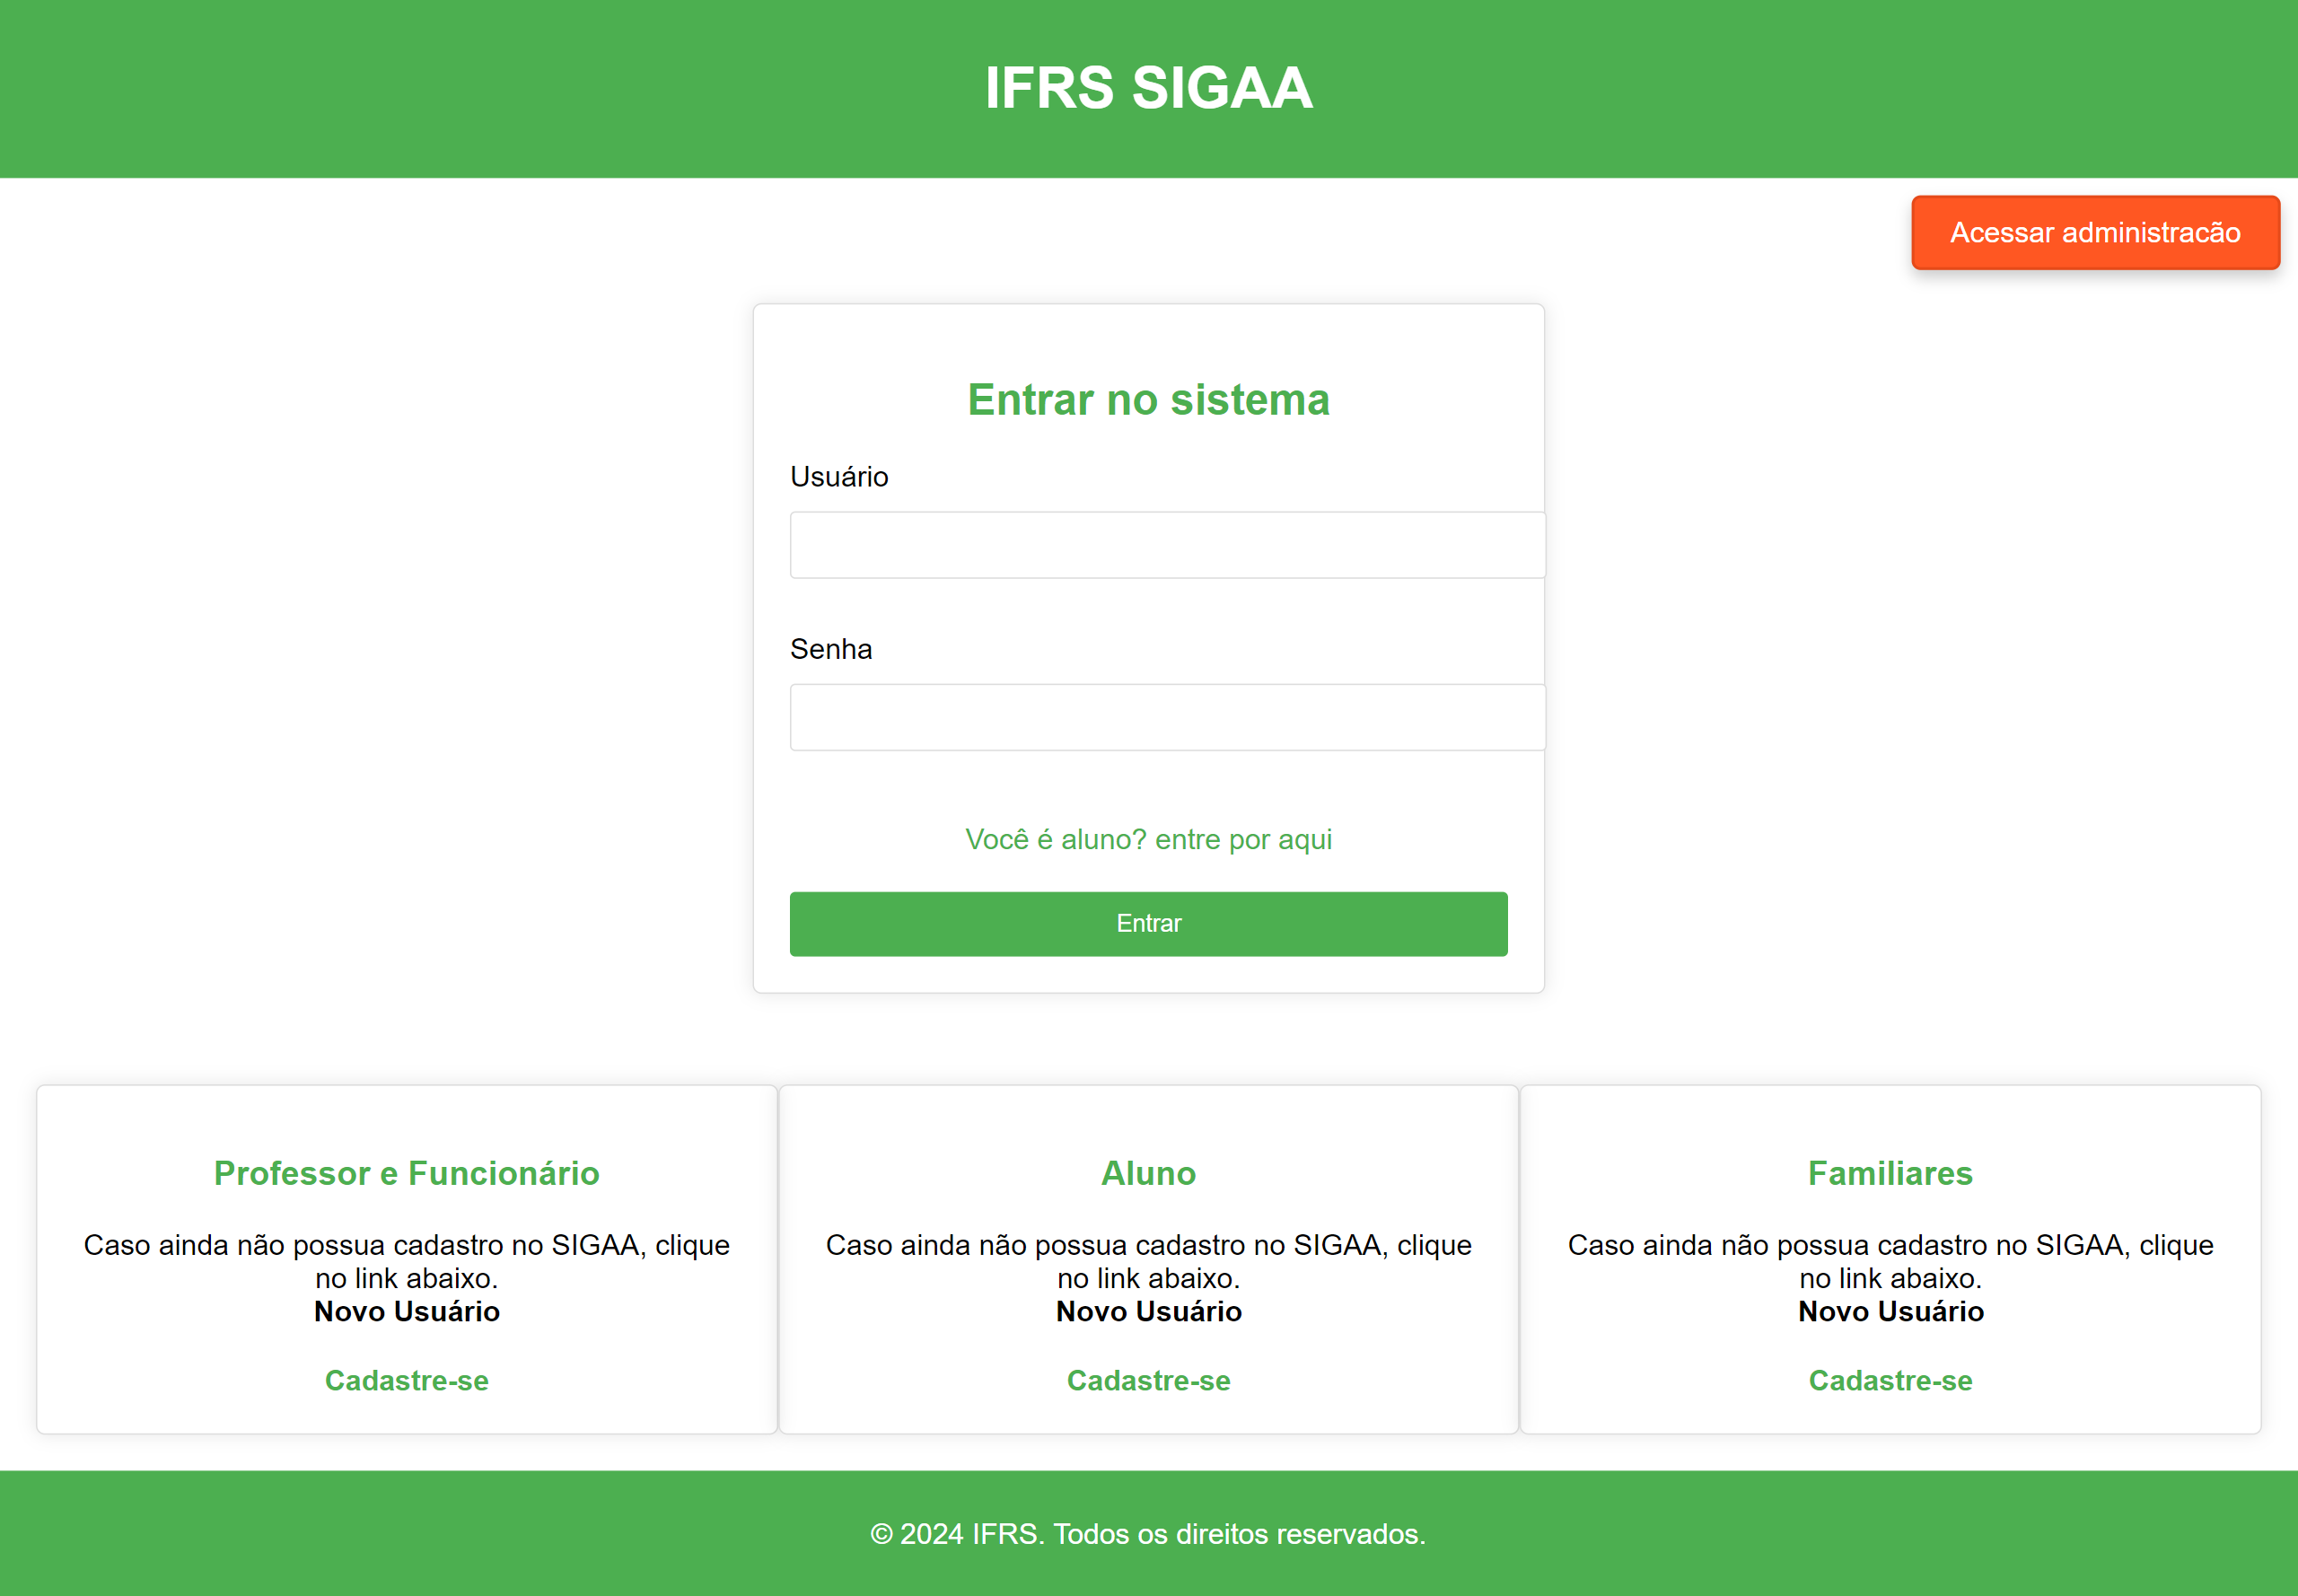 IFRS SIGAA
Acessar administracão
Entrar no sistema
Usuário
Senha
Você é aluno? entre por aqui
Entrar
Professor e Funcionário
Caso ainda não possua cadastro no SIGAA, clique
no link abaixo.
Novo Usuário
Cadastre-se
Aluno
Caso ainda não possua cadastro no SIGAA, clique
no link abaixo.
Novo Usuário
Cadastre-se
Familiares
Caso ainda não possua cadastro no SIGAA, clique
no link abaixo.
Novo Usuário
Cadastre-se
© 2024 IFRS. Todos os direitos reservados.